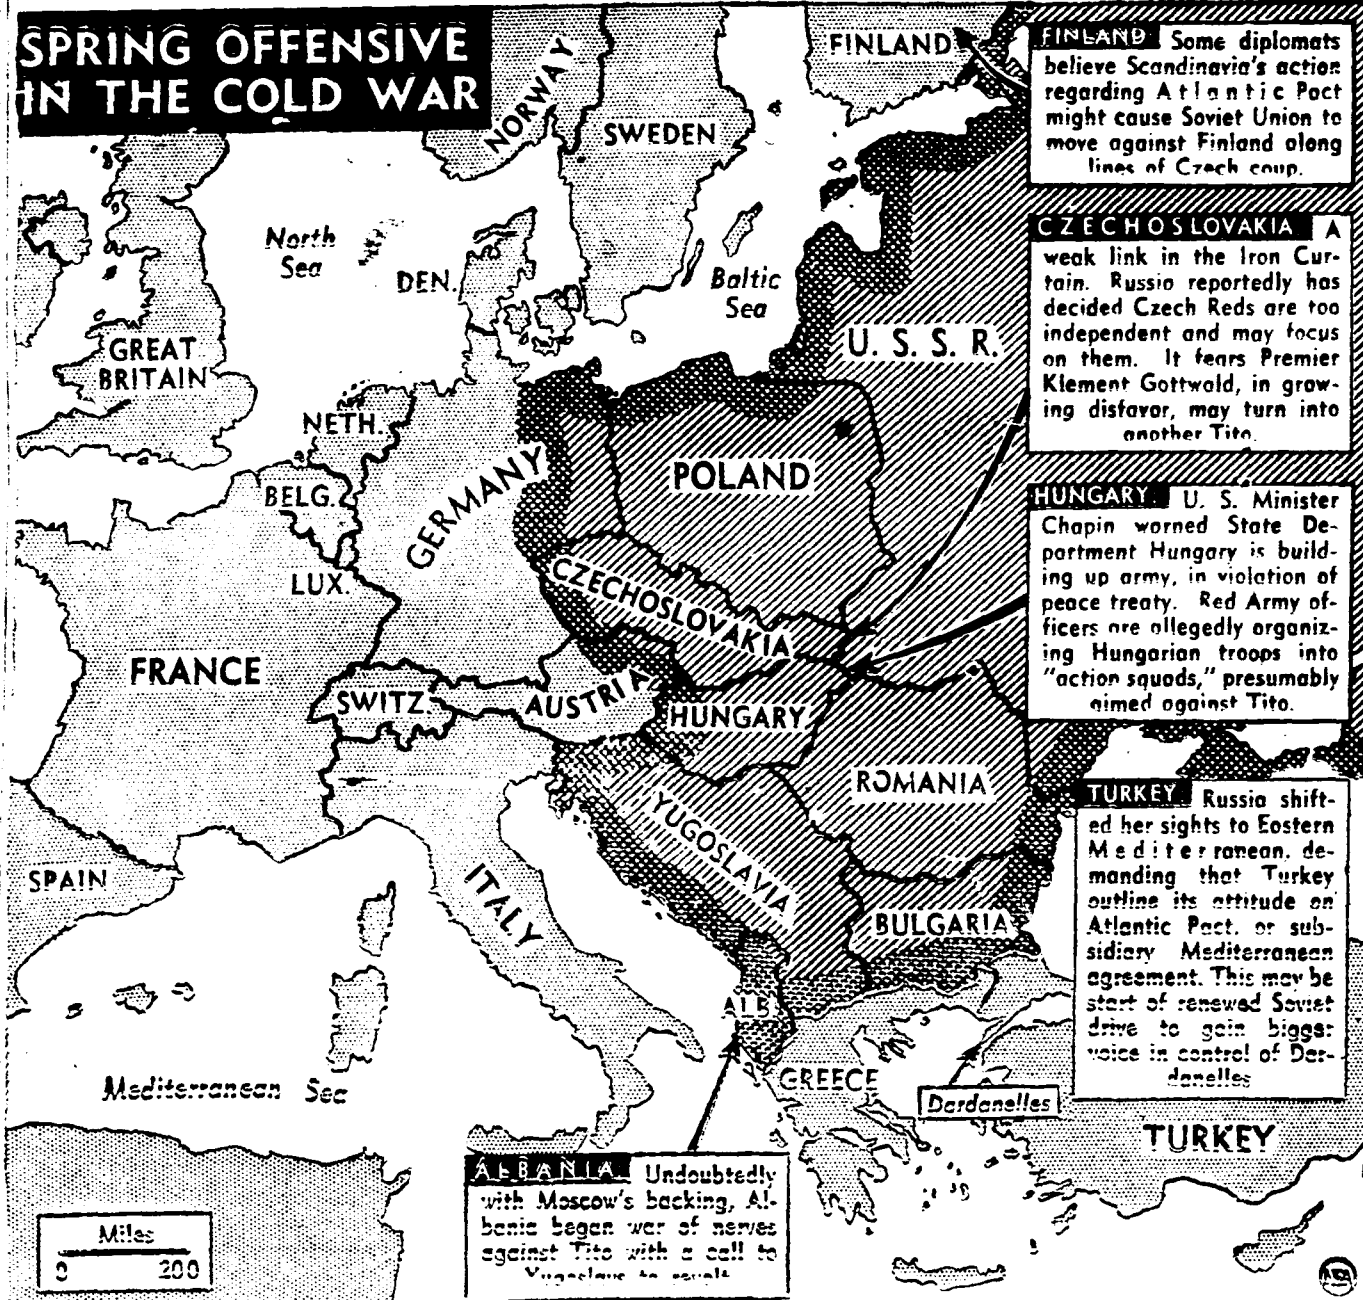 SPRING OFFENSIVE
IN THE COLD WAR
NORWAY
SWEDEN
FINLAND
FINLAND Some diplomats
believe Scandinavia's action
regarding Atlantic Pact
might cause Soviet Union to
move against Finland along
lines of Czech coup.
North
Sea
DEN.
Baltic
Sea
U. S. S. R.
CZECHOSLOVAKIA A
weak link in the Iron Cur-
tain. Russia reportedly has
decided Czech Reds are too
independent and may focus
on them. It fears Premier
Klement Gottwald, in grow-
ing disfavor, may turn into
another Tito.
GREAT
BRITAIN
NETH.
BELG.
LUX.
GERMANY
POLAND
CZECHOSLOVAKIA
HUNGARY U. S. Minister
Chapin warned State De-
partment Hungary is build-
ing up army, in violation of
peace treaty. Red Army of-
ficers are allegedly organiz-
ing Hungarian troops into
"action squads," presumably
aimed against Tito.
FRANCE
SWITZ.
AUSTRIA
HUNGARY
ROMANIA
YUGOSLAVIA
TURKEY Russia shift-
ed her sights to Eastern
Mediterranean, de-
manding that Turkey
outline its attitude on
Atlantic Pact, or sub-
sidiary Mediterranean
agreement. This may be
start of renewed Soviet
drive to gain bigger
voice in control of Dar-
danelles
SPAIN
ITALY
BULGARIA
ALB.
GREECE
Mediterranean Sea
Dardanelles
TURKEY
ALBANIA Undoubtedly
with Moscow's backing, Al-
bania began war of nerves
against Tito with a call to
Yugoslavs to revolt
Miles
0 200